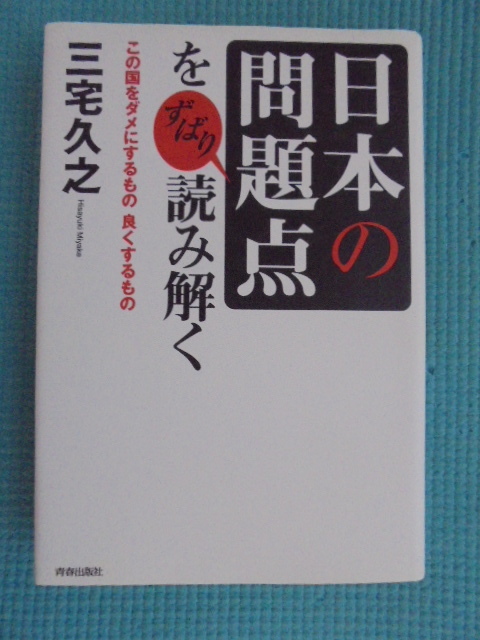 日本の
問題点
を
ずばり
読み解く
この国をダメにするもの 良くするもの
三宅久之
Hisayuki Miyake
青春出版社